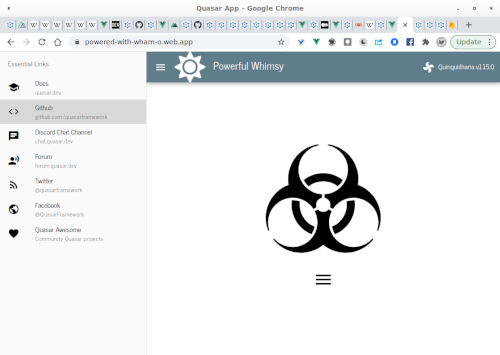 Quasar App - Google Chrome
powered-with-wham-o.web.app
Update
Essential Links
Powerful Whimsy
Quinquilharia v1.15.0
Docs
quasar.dev
Github
github.com/quasarframework
Discord Chat Channel
chat.quasar.dev
Forum
forum.quasar.dev
Twitter
@quasarframework
Facebook
@QuasarFramework
Quasar Awesome
Community Quasar projects